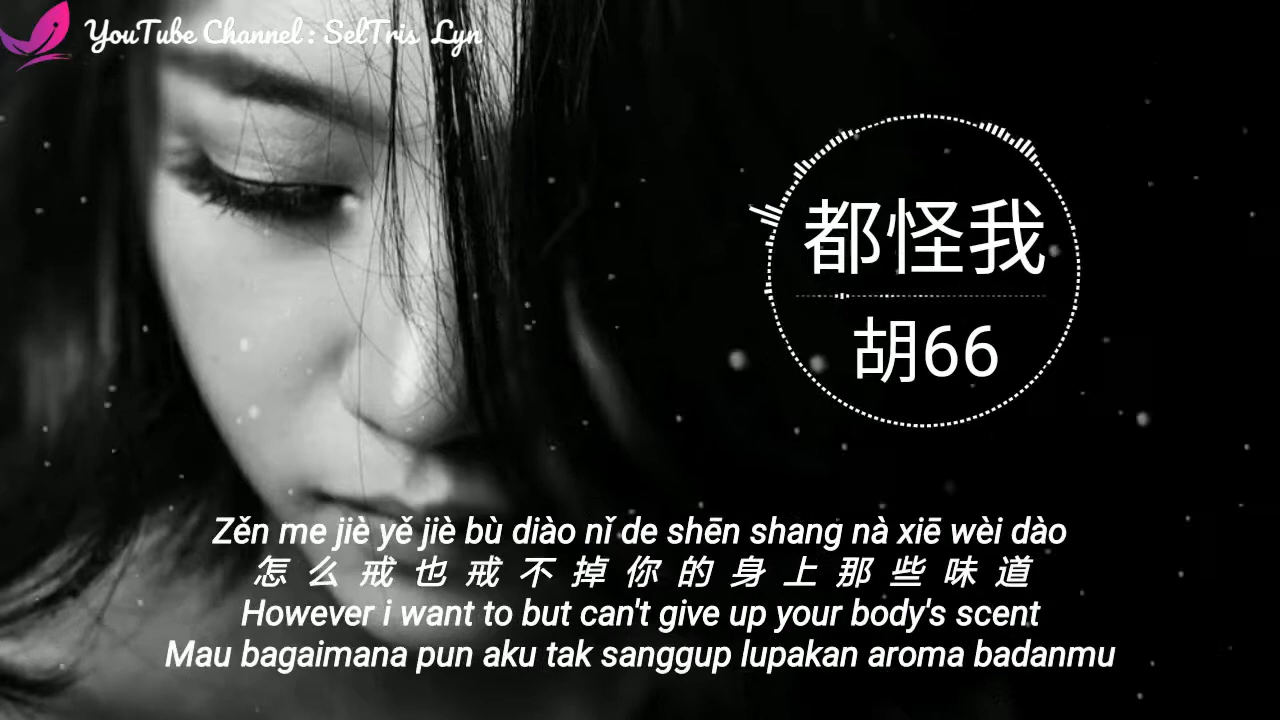 YouTube Channel : SelTris Lyn
都怪我
胡66
Zěn me jiè yě jiè bù diào nǐ de shēn shang nà xiē wèi dào
怎 么 戒 也 戒 不 掉 你 的 身 上 那 些 味 道
However i want to but can't give up your body's scent
Mau bagaimana pun aku tak sanggup lupakan aroma badanmu